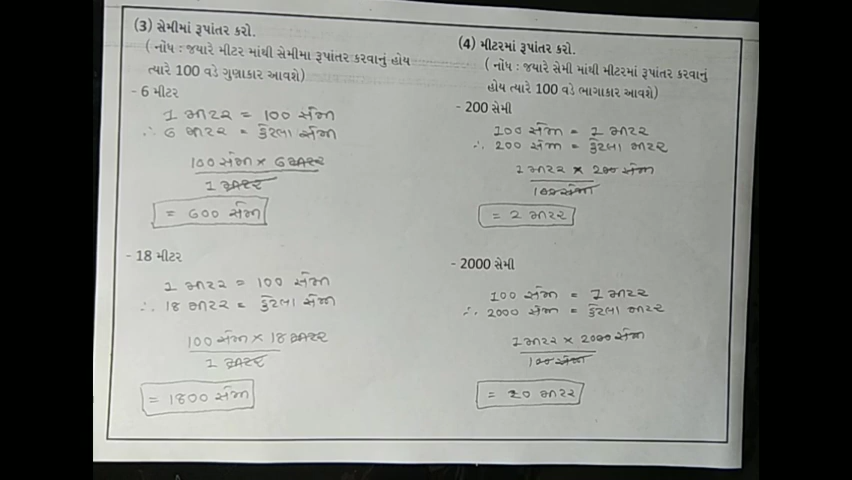 (3) સેમીમાં રૂપાંતર કરો.
( નોંધ : જ્યારે મીટર માંથી સેમીમા રૂપાંતર કરવાનું હોય
ત્યારે 100 વડે ગુણાકાર આવશે)
- 6 મીટર
1 મીટર = 100 સેમી
∴ 6 મીટર = કેટલા સેમી
100 સેમી × 6 મીટર
1 મીટર
= 600 સેમી
- 18 મીટર
1 મીટર = 100 સેમી
∴ 18 મીટર = કેટલા સેમી
100 સેમી × 18 મીટર
1 મીટર
= 1800 સેમી
(4) મીટરમાં રૂપાંતર કરો.
( નોંધ : જ્યારે સેમી માંથી મીટરમાં રૂપાંતર કરવાનું
હોય ત્યારે 100 વડે ભાગાકાર આવશે)
- 200 સેમી
100 સેમી = 1 મીટર
∴ 200 સેમી = કેટલા મીટર
1 મીટર × 200 સેમી
100 સેમી
= 2 મીટર
- 2000 સેમી
100 સેમી = 1 મીટર
∴ 2000 સેમી = કેટલા મીટર
1 મીટર × 2000 સેમી
100 સેમી
= 20 મીટર